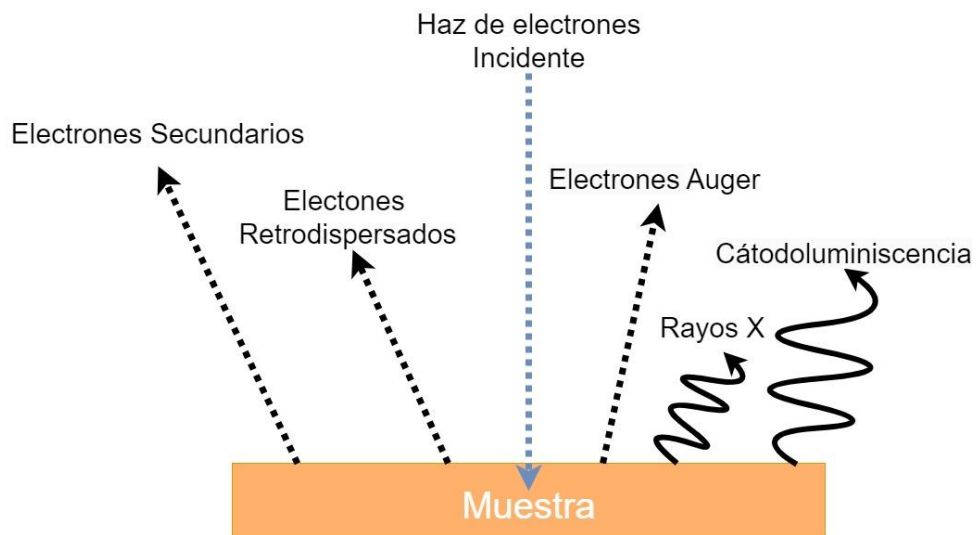 Haz de electrones
Incidente
Electrones Secundarios
Electones
Retrodispersados
Electrones Auger
Cátodoluminiscencia
Rayos X
Muestra